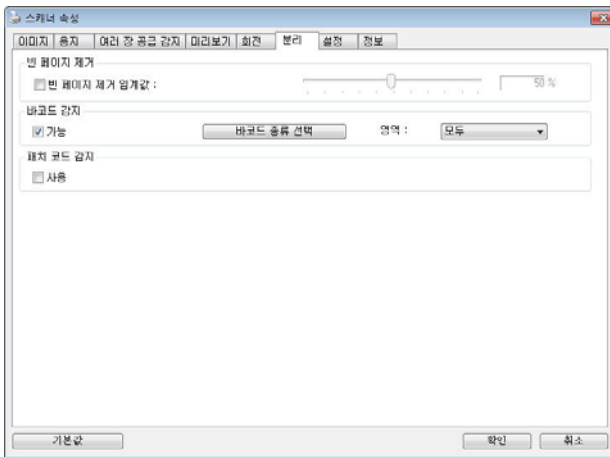 스캐너 속성
이미지 용지 여러 장 공급 감지 미리보기 회전 분리 설정 정보
빈 페이지 제거
빈 페이지 제거 임계값 : 50 %
바코드 감지
가능 바코드 종류 선택 영역 : 모두
패치 코드 감지
사용
기본값 확인 취소